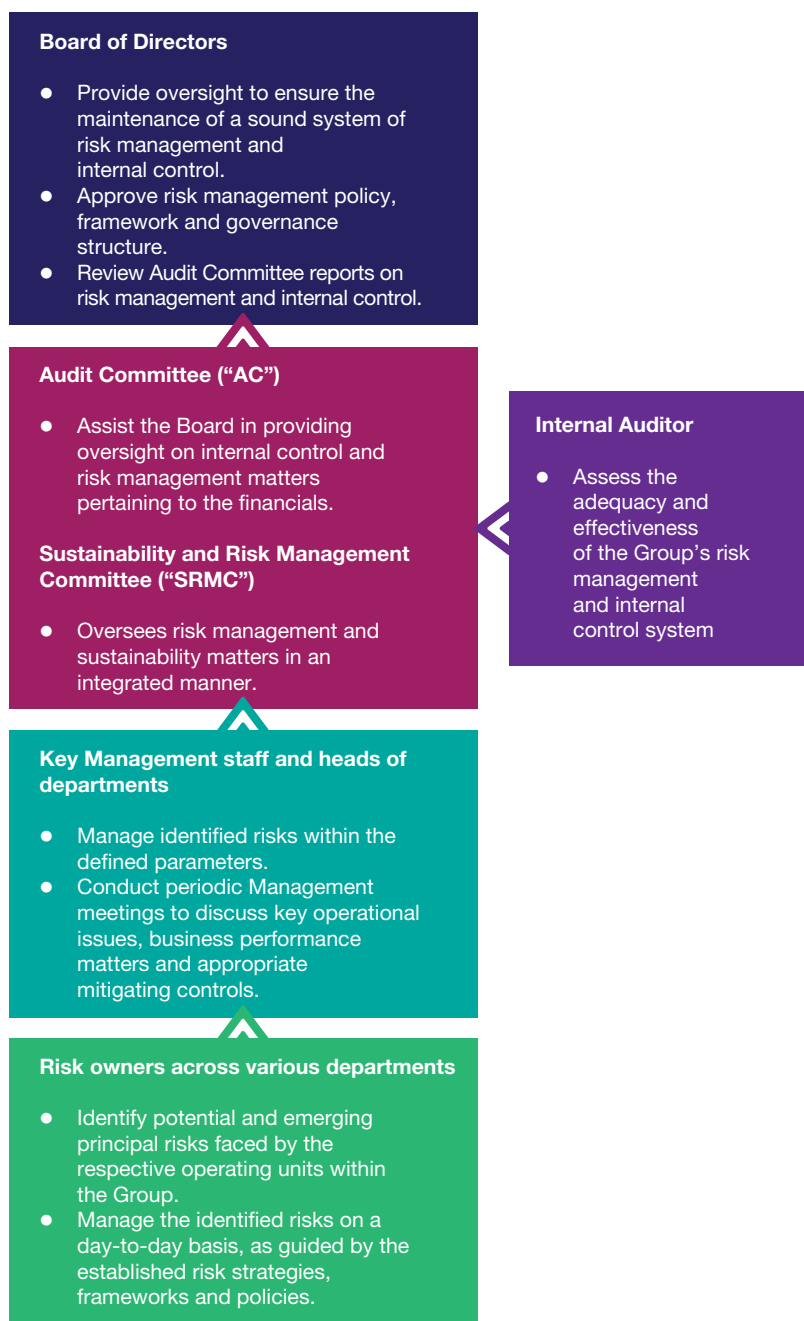 Board of Directors
● Provide oversight to ensure the
maintenance of a sound system of
risk management and
internal control.
● Approve risk management policy,
framework and governance
structure.
● Review Audit Committee reports on
risk management and internal control.
Audit Committee (“AC”)
● Assist the Board in providing
oversight on internal control and
risk management matters
pertaining to the financials.
Sustainability and Risk Management
Committee (“SRMC”)
● Oversees risk management and
sustainability matters in an
integrated manner.
Internal Auditor
● Assess the
adequacy and
effectiveness
of the Group’s risk
management
and internal
control system
Key Management staff and heads of
departments
● Manage identified risks within the
defined parameters.
● Conduct periodic Management
meetings to discuss key operational
issues, business performance
matters and appropriate
mitigating controls.
Risk owners across various departments
● Identify potential and emerging
principal risks faced by the
respective operating units within
the Group.
● Manage the identified risks on a
day-to-day basis, as guided by the
established risk strategies,
frameworks and policies.